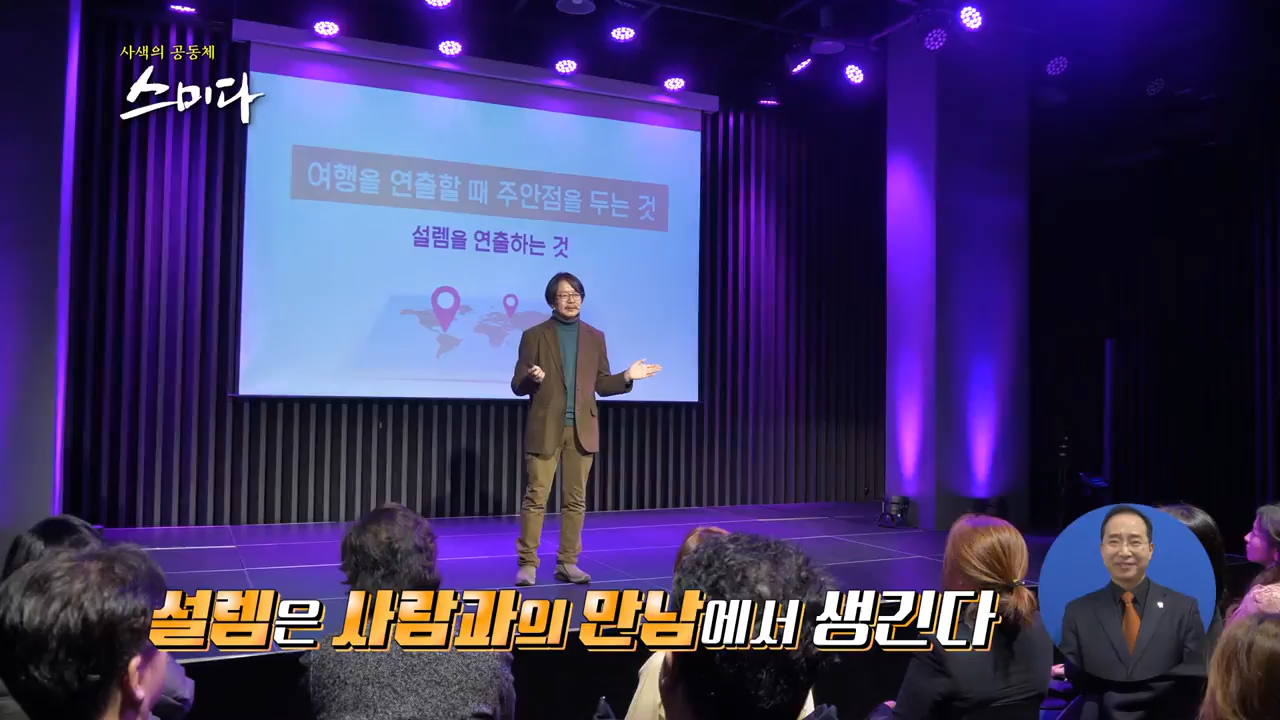 사색의 공동체
스미다
여행을 연출할 때 주안점을 두는 것
설렘을 연출하는 것
설렘은 사람과의 만남에서 생긴다